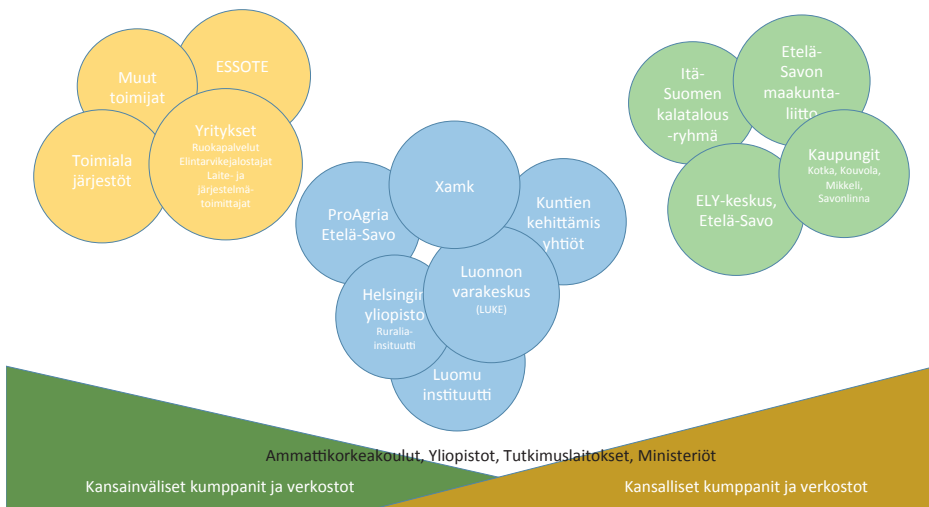 ESSOTE
Muut
toimijat
Yritykset
Ruokapalvelut
Elintarvikejalostajat
Laite- ja
järjestelmä-
toimittajat
Toimiala
järjestöt
Xamk
ProAgria
Etelä-Savo
Kuntien
kehittämis
yhtiöt
Helsingin
yliopisto
Ruralia-
insituutti
Luonnon
varakeskus
(LUKE)
Luomu
instituutti
Itä-
Suomen
kalatalous
-ryhmä
Etelä-
Savon
maakunta-
liitto
Kaupungit
Kotka, Kouvola,
Mikkeli,
Savonlinna
ELY-keskus,
Etelä-Savo
Ammattikorkeakoulut, Yliopistot, Tutkimuslaitokset, Ministeriöt
Kansainväliset kumppanit ja verkostot
Kansalliset kumppanit ja verkostot